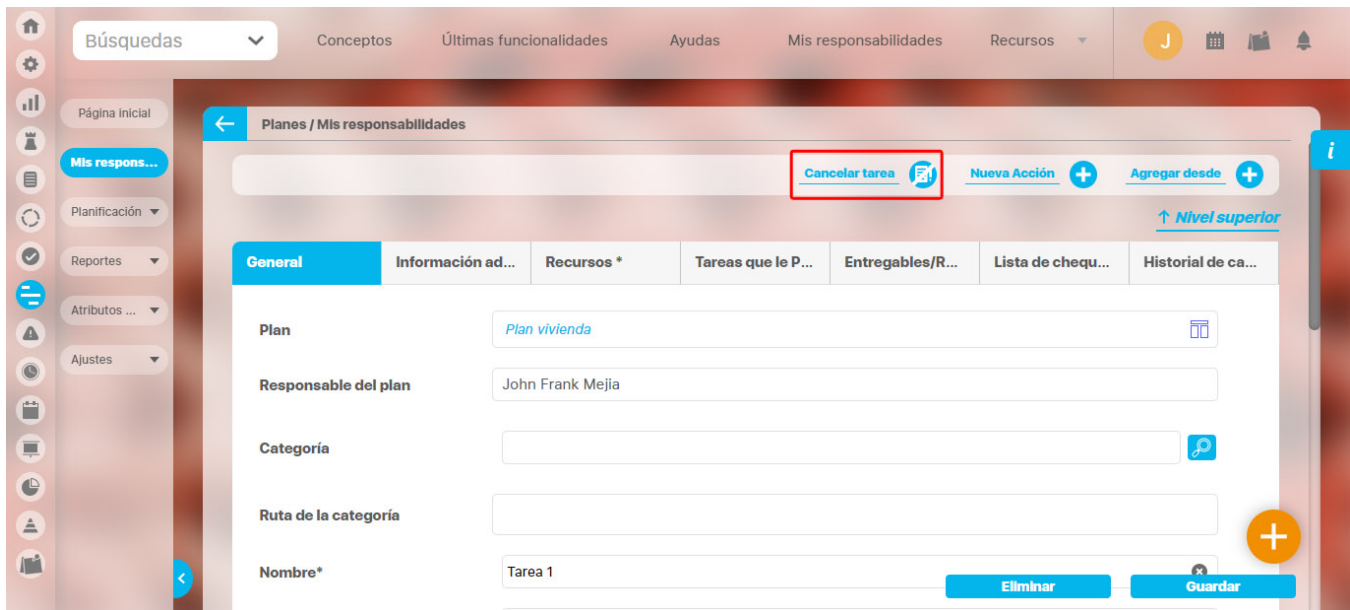 Búsquedas
Conceptos
Últimas funcionalidades
Ayudas
Mis responsabilidades
Recursos
J
Página inicial
Mis respons...
Planificación
Reportes
Atributos ...
Ajustes
Planes / Mis responsabilidades
i
Cancelar tarea
Nueva Acción
Agregar desde
↑ Nivel superior
General
Información ad...
Recursos *
Tareas que le P...
Entregables/R...
Lista de chequ...
Historial de ca...
Plan
Plan vivienda
Responsable del plan
John Frank Mejia
Categoría
Ruta de la categoría
Nombre*
Tarea 1
Eliminar
Guardar